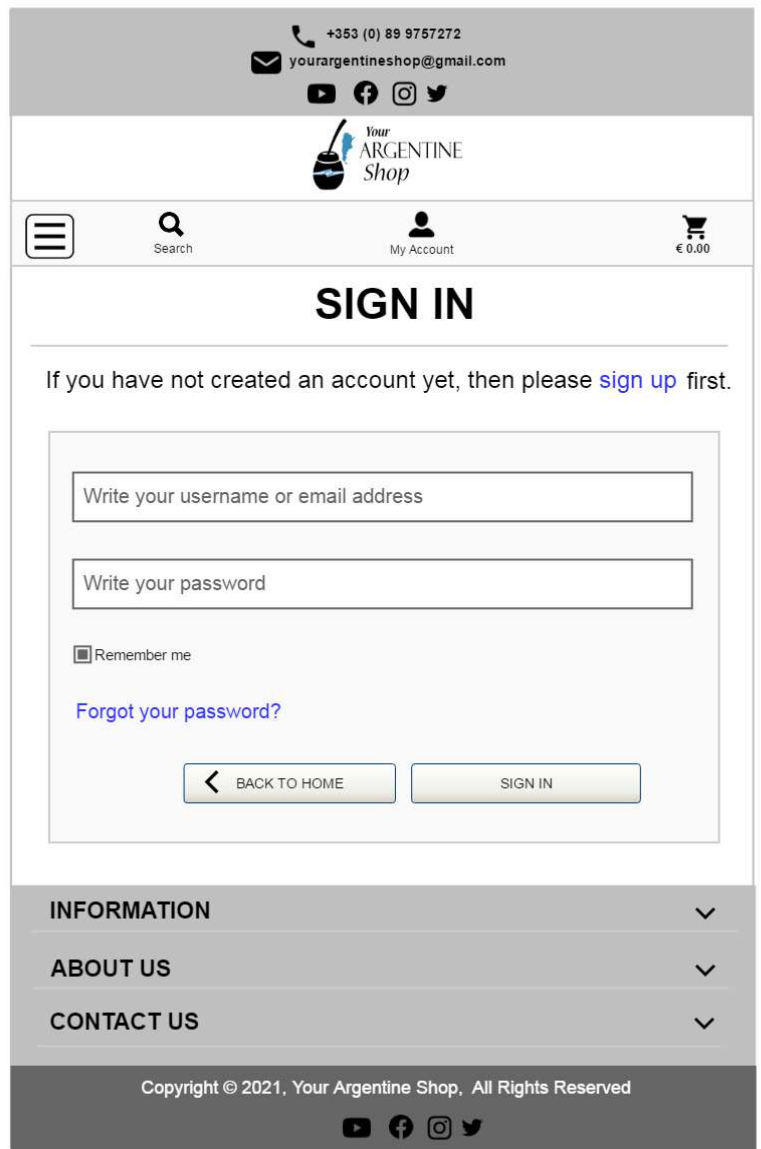 +353 (0) 89 9757272
yourargentineshop@gmail.com
Your
ARGENTINE
Shop
Search
My Account
€ 0.00
SIGN IN
If you have not created an account yet, then please sign up first.
Write your username or email address
Write your password
Remember me
Forgot your password?
BACK TO HOME
SIGN IN
INFORMATION
ABOUT US
CONTACT US
Copyright © 2021, Your Argentine Shop, All Rights Reserved